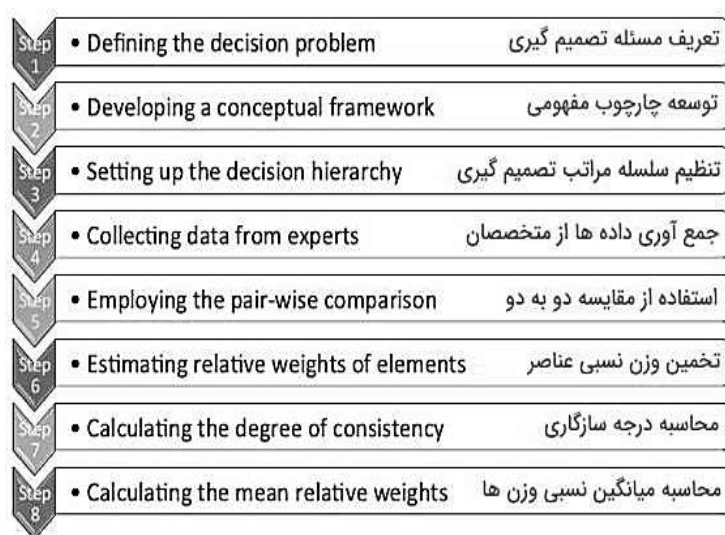 Step 1 • Defining the decision problem تعریف مسئله تصمیم گیری
Step 2 • Developing a conceptual framework توسعه چارچوب مفهومی
Step 3 • Setting up the decision hierarchy تنظیم سلسله مراتب تصمیم گیری
Step 4 • Collecting data from experts جمع آوری داده ها از متخصصان
Step 5 • Employing the pair-wise comparison استفاده از مقایسه دو به دو
Step 6 • Estimating relative weights of elements تخمین وزن نسبی عناصر
Step 7 • Calculating the degree of consistency محاسبه درجه سازگاری
Step 8 • Calculating the mean relative weights محاسبه میانگین نسبی وزن ها